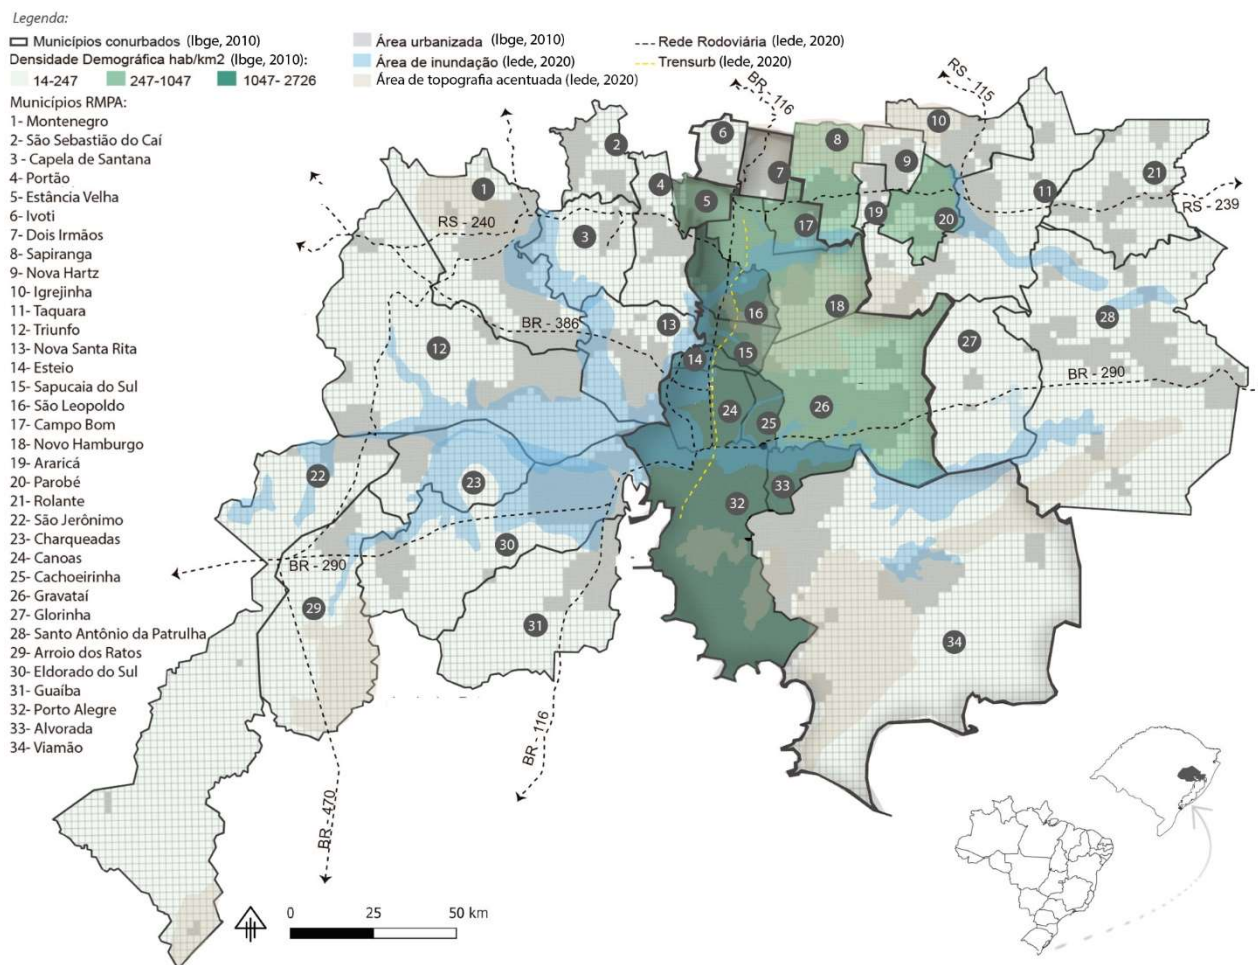 Legenda:
Municípios conurbados (Ibge, 2010)
Densidade Demográfica hab/km2 (Ibge, 2010):
14-247 247-1047 1047- 2726
Área urbanizada (Ibge, 2010)
Área de inundação (Iede, 2020)
Área de topografia acentuada (Iede, 2020)
Rede Rodoviária (Iede, 2020)
Trensurb (Iede, 2020)
Municípios RMPA:
1- Montenegro
2- São Sebastião do Caí
3 - Capela de Santana
4- Portão
5- Estância Velha
6- Ivoti
7- Dois Irmãos
8- Sapiranga
9- Nova Hartz
10- Igrejinha
11- Taquara
12- Triunfo
13- Nova Santa Rita
14- Esteio
15- Sapucaia do Sul
16- São Leopoldo
17- Campo Bom
18- Novo Hamburgo
19- Araricá
20- Parobé
21- Rolante
22- São Jerônimo
23- Charqueadas
24- Canoas
25- Cachoeirinha
26- Gravataí
27- Glorinha
28- Santo Antônio da Patrulha
29- Arroio dos Ratos
30- Eldorado do Sul
31- Guaíba
32- Porto Alegre
33- Alvorada
34- Viamão
BR - 116
RS - 115
10
6
8
2
9
7
21
4
1
11
5
RS - 239
19
20
17
RS - 240
3
18
16
28
13
BR - 386
27
12
15
14
BR - 290
24
26
25
22
23
33
32
30
BR - 290
29
31
34
BR - 116
BR - 470
0 25 50 km